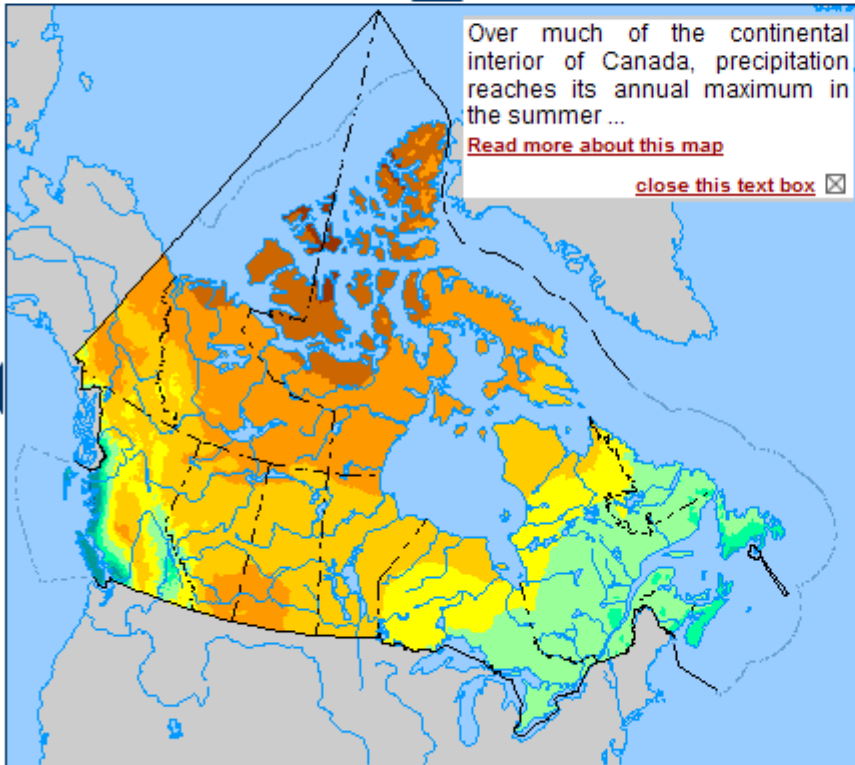 Over much of the continental
interior of Canada, precipitation
reaches its annual maximum in
the summer ...
Read more about this map
close this text box